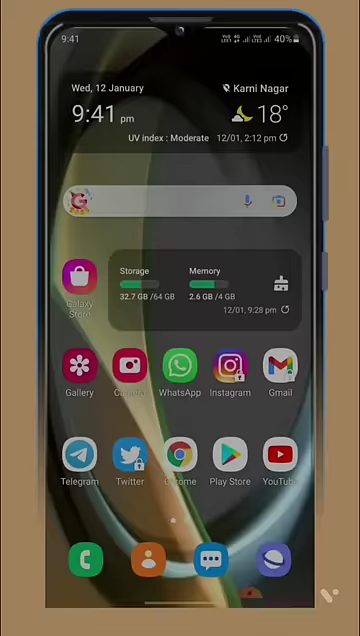 9:41
40%
Wed, 12 January
Karni Nagar
9:41 pm
18°
UV index : Moderate
12/01, 2:12 pm
Galaxy Store
Storage
Memory
32.7 GB /64 GB
2.6 GB /4 GB
12/01, 9:28 pm
Gallery
Camera
WhatsApp
Instagram
Gmail
Telegram
Twitter
Chrome
Play Store
YouTube